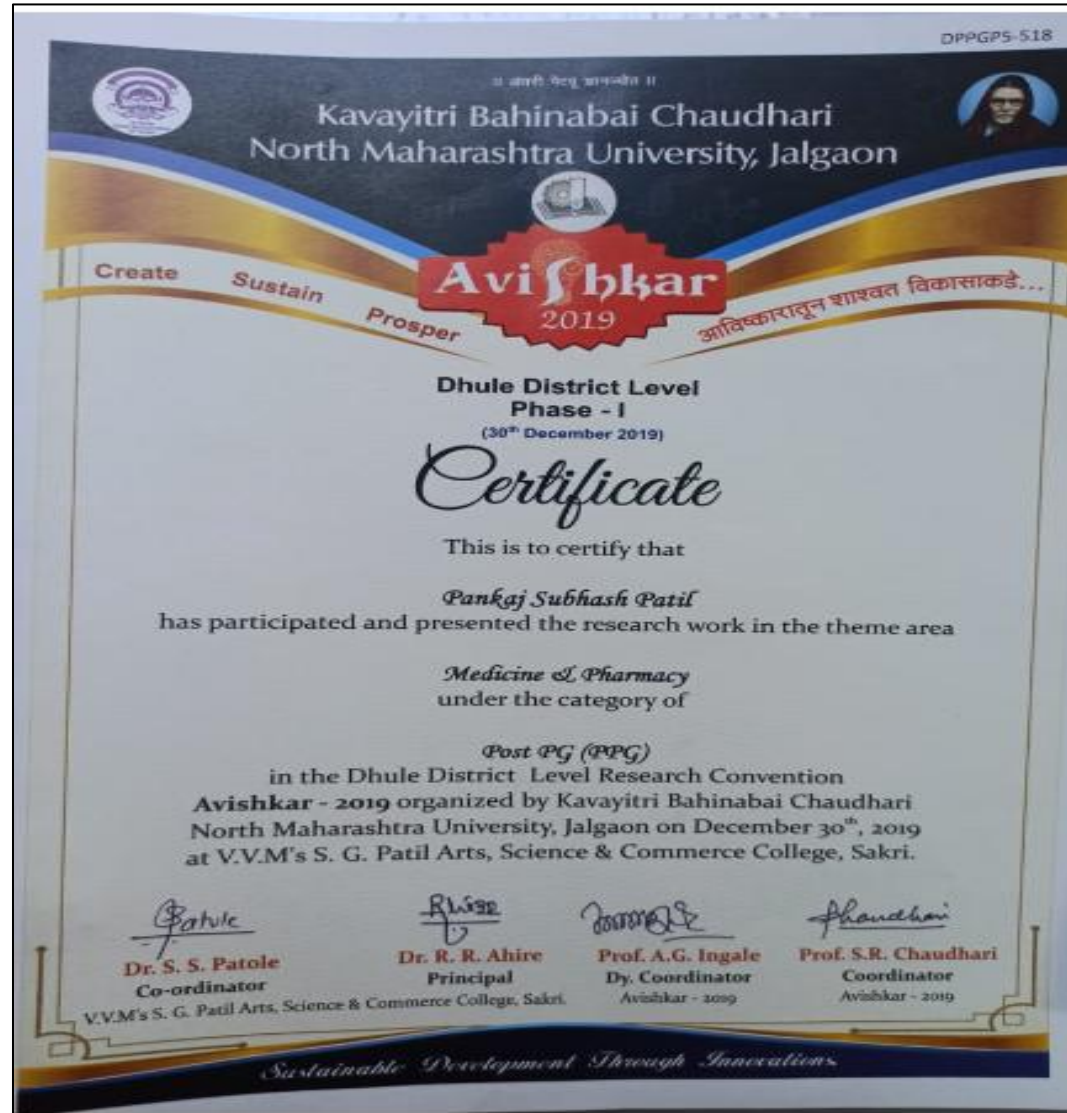 DPPGPS-518
Kavayitri Bahinabai Chaudhari
North Maharashtra University, Jalgaon
Avishkar
2019
Create Sustain Prosper
आविष्कारातून शाश्वत विकासाकडे...
Dhule District Level
Phase - I
(30th December 2019)
Certificate
This is to certify that
Pankaj Subhash Patil
has participated and presented the research work in the theme area
Medicine & Pharmacy
under the category of
Post PG (PPG)
in the Dhule District Level Research Convention
Avishkar - 2019 organized by Kavayitri Bahinabai Chaudhari
North Maharashtra University, Jalgaon on December 30th, 2019
at V.V.M's S. G. Patil Arts, Science & Commerce College, Sakri.
Dr. S. S. Patole
Co-ordinator
Dr. R. R. Ahire
Principal
V.V.M's S. G. Patil Arts, Science & Commerce College, Sakri.
Prof. A.G. Ingale
Dy. Coordinator
Avishkar - 2019
Prof. S.R. Chaudhari
Coordinator
Avishkar - 2019
Sustainable Development Through Innovations